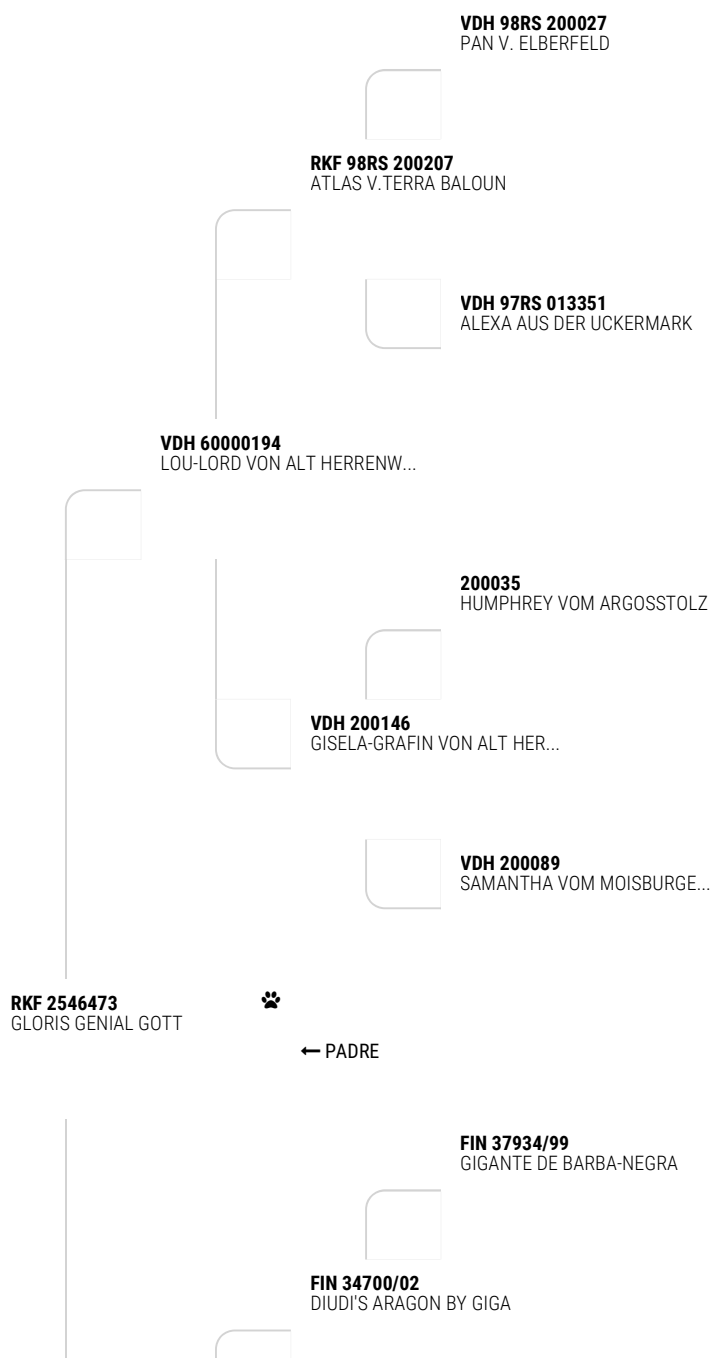 VDH 98RS 200027
PAN V. ELBERFELD
RKF 98RS 200207
ATLAS V.TERRA BALOUN
VDH 97RS 013351
ALEXA AUS DER UCKERMARK
VDH 60000194
LOU-LORD VON ALT HERRENW...
200035
HUMPHREY VOM ARGOSSTOLZ
VDH 200146
GISELA-GRAFIN VON ALT HER...
VDH 200089
SAMANTHA VOM MOISBURGE...
RKF 2546473
GLORIS GENIAL GOTT
← PADRE
FIN 37934/99
GIGANTE DE BARBA-NEGRA
FIN 34700/02
DIUDI'S ARAGON BY GIGA